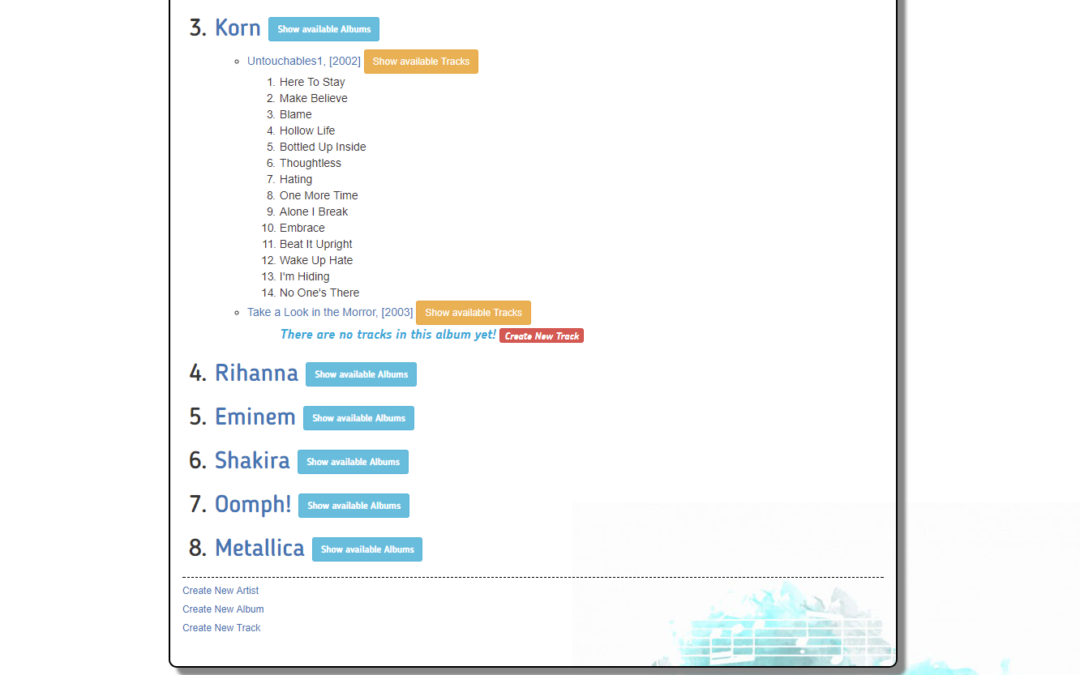 3. Korn Show available Albums
Untouchables1, [2002] Show available Tracks
1. Here To Stay
2. Make Believe
3. Blame
4. Hollow Life
5. Bottled Up Inside
6. Thoughtless
7. Hating
8. One More Time
9. Alone I Break
10. Embrace
11. Beat It Upright
12. Wake Up Hate
13. I'm Hiding
14. No One's There
Take a Look in the Morror, [2003] Show available Tracks
There are no tracks in this album yet! Create New Track
4. Rihanna Show available Albums
5. Eminem Show available Albums
6. Shakira Show available Albums
7. Oomph! Show available Albums
8. Metallica Show available Albums
Create New Artist
Create New Album
Create New Track